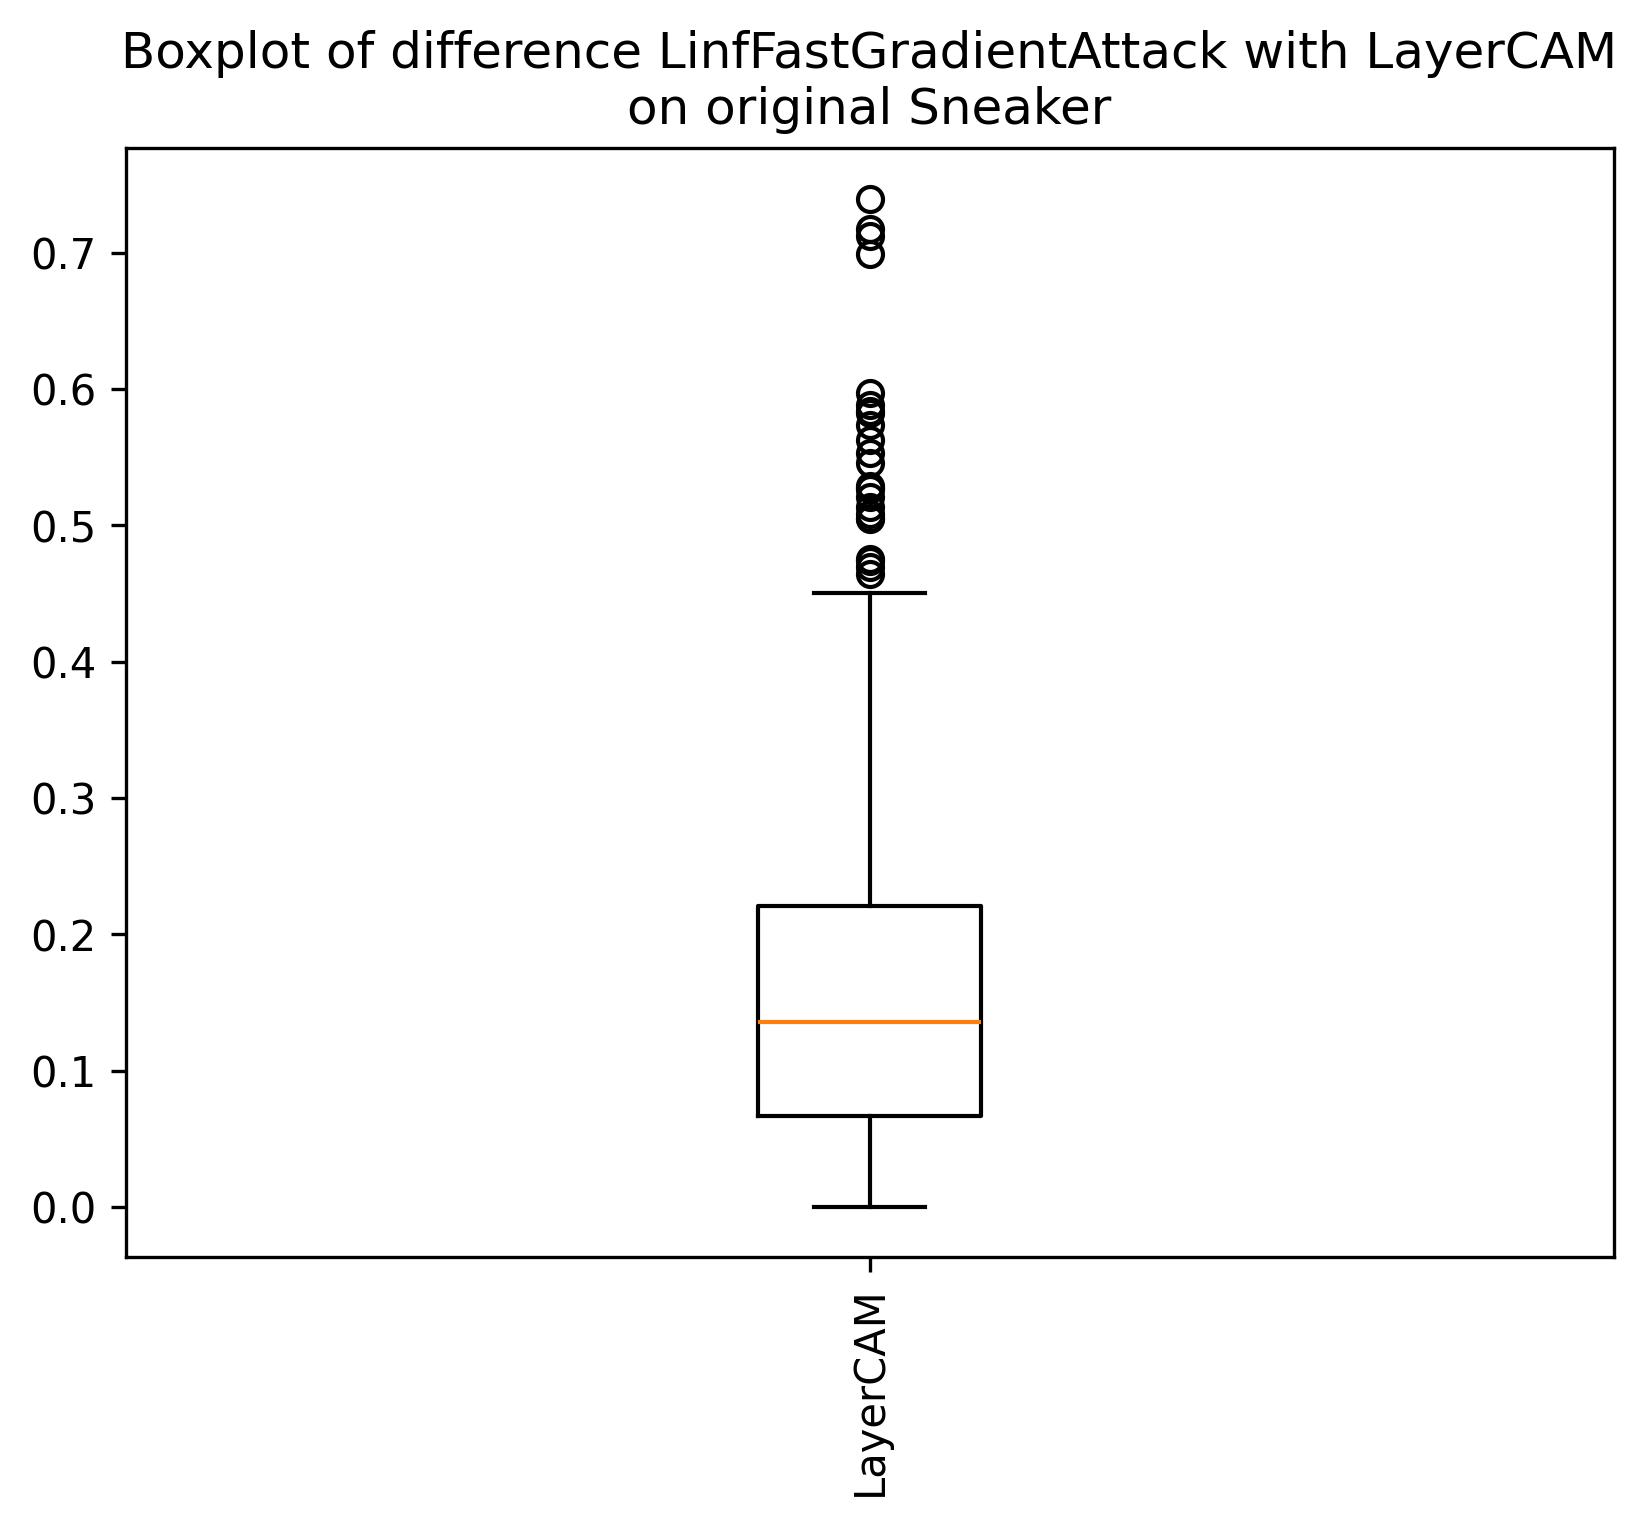 Boxplot of difference LinfFastGradientAttack with LayerCAM
on original Sneaker
0.7
0.6
0.5
0.4
0.3
0.2
0.1
0.0
LayerCAM